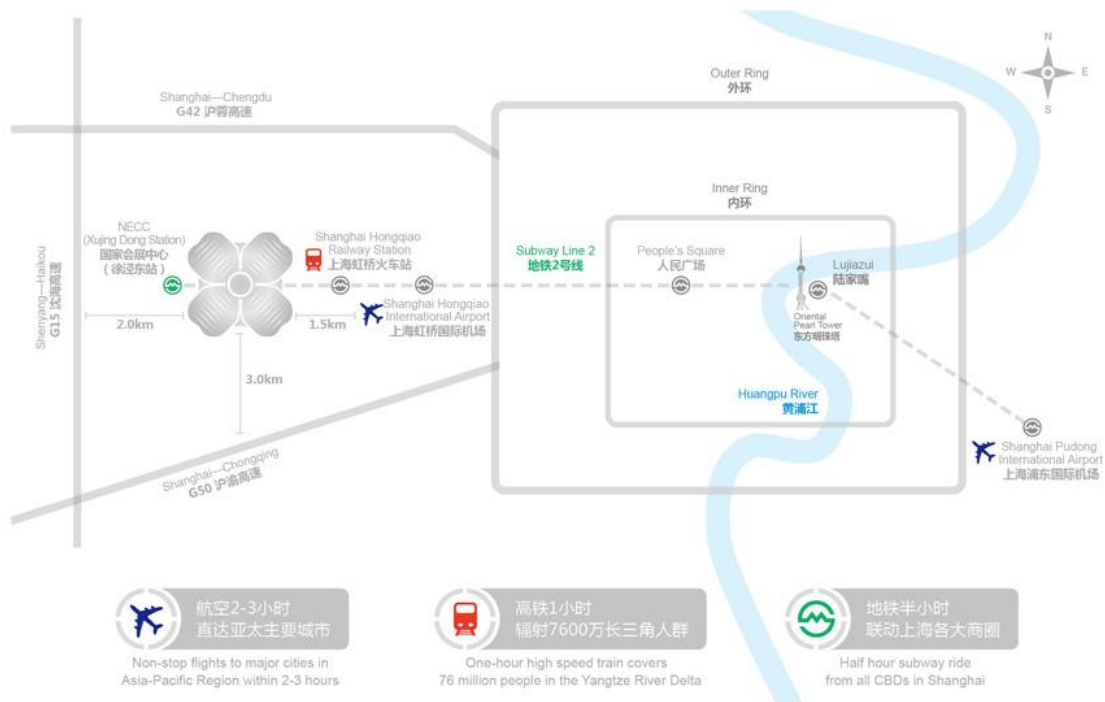 N
W
E
S
Outer Ring
外环
Shanghai—Chengdu
G42 沪蓉高速
Inner Ring
内环
NECC
(Xujing Dong Station)
国家会展中心
（徐泾东站）
Shanghai Hongqiao
Railway Station
上海虹桥火车站
Subway Line 2
地铁2号线
People's Square
人民广场
Lujiazui
陆家嘴
Shenyang—Haikou
G15 沈海高速
2.0km
1.5km
Shanghai Hongqiao
International Airport
上海虹桥国际机场
Oriental
Pearl Tower
东方明珠塔
3.0km
Huangpu River
黄浦江
Shanghai Pudong
International Airport
上海浦东国际机场
Shanghai—Chongqing
G50 沪渝高速
航空2-3小时
直达亚太主要城市
Non-stop flights to major cities in
Asia-Pacific Region within 2-3 hours
高铁1小时
辐射7600万长三角人群
One-hour high speed train covers
76 million people in the Yangtze River Delta
地铁半小时
联动上海各大商圈
Half hour subway ride
from all CBDs in Shanghai